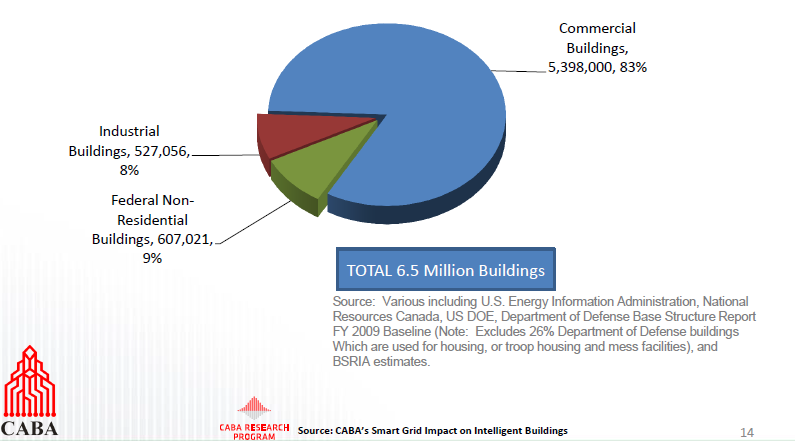 Commercial
Buildings,
5,398,000, 83%
Industrial
Buildings, 527,056,
8%
Federal Non-
Residential
Buildings, 607,021,
9%
TOTAL 6.5 Million Buildings
Source: Various including U.S. Energy Information Administration, National
Resources Canada, US DOE, Department of Defense Base Structure Report
FY 2009 Baseline (Note: Excludes 26% Department of Defense buildings
Which are used for housing, or troop housing and mess facilities), and
BSRIA estimates.
CABA
CABA RESEARCH
PROGRAM
Source: CABA's Smart Grid Impact on Intelligent Buildings
14